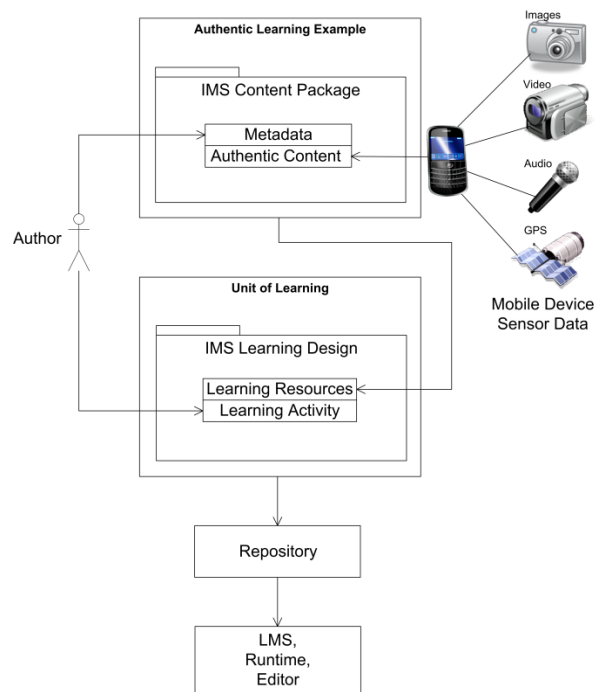 Authentic Learning Example
IMS Content Package
Metadata
Authentic Content
Images
Video
Audio
GPS
Mobile Device
Sensor Data
Author
Unit of Learning
IMS Learning Design
Learning Resources
Learning Activity
Repository
LMS,
Runtime,
Editor